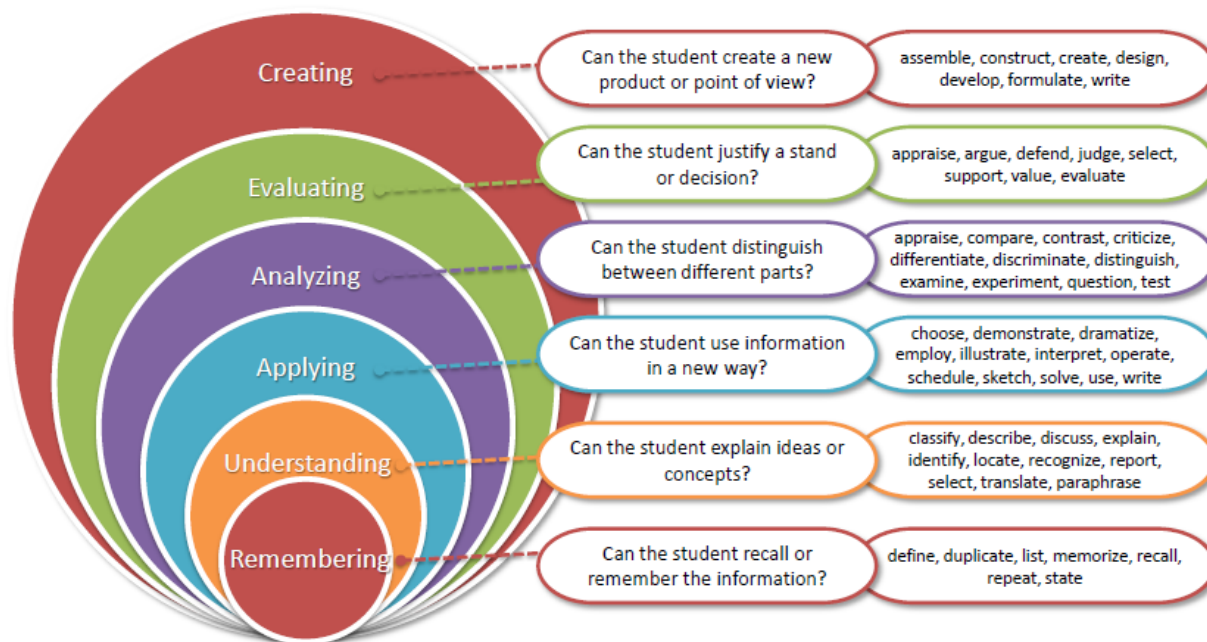 Creating
Can the student create a new
product or point of view?
assemble, construct, create, design,
develop, formulate, write
Evaluating
Can the student justify a stand
or decision?
appraise, argue, defend, judge, select,
support, value, evaluate
Analyzing
Can the student distinguish
between different parts?
appraise, compare, contrast, criticize,
differentiate, discriminate, distinguish,
examine, experiment, question, test
Applying
Can the student use information
in a new way?
choose, demonstrate, dramatize,
employ, illustrate, interpret, operate,
schedule, sketch, solve, use, write
Understanding
Can the student explain ideas or
concepts?
classify, describe, discuss, explain,
identify, locate, recognize, report,
select, translate, paraphrase
Remembering
Can the student recall or
remember the information?
define, duplicate, list, memorize, recall,
repeat, state